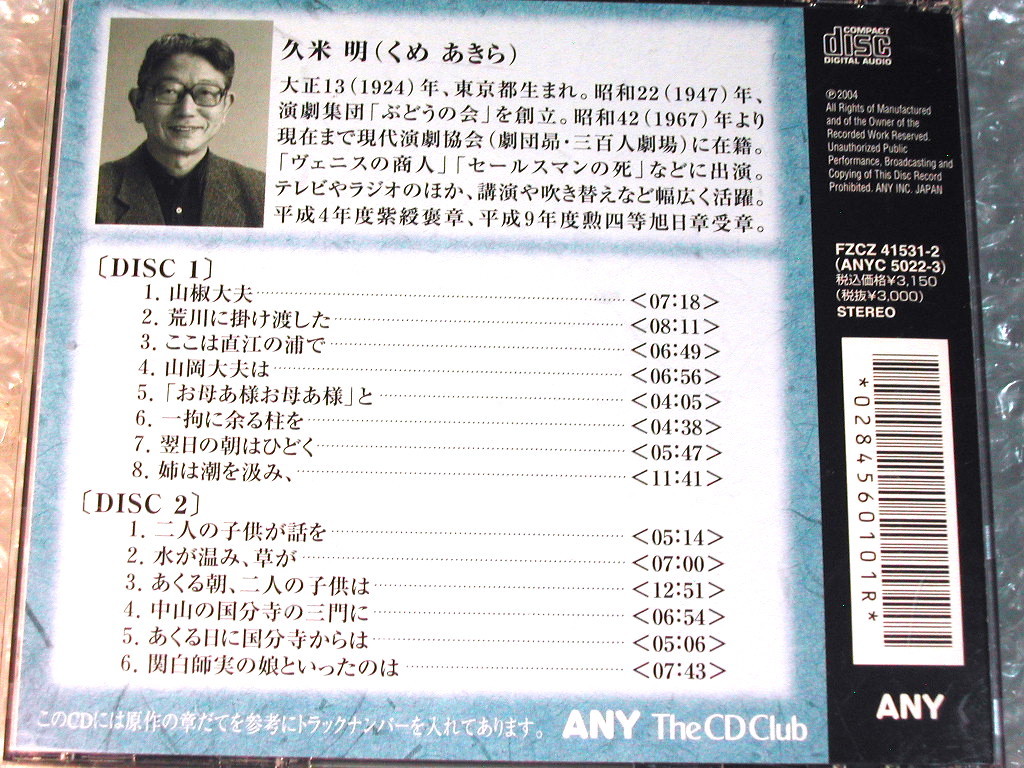 久米 明(くめ あきら)
大正13(1924)年、東京都生まれ。昭和22(1947)年、
演劇集団「ぶどうの会」を創立。昭和42(1967)年より
現在まで現代演劇協会(劇団昴・三百人劇場)に在籍。
「ヴェニスの商人」「セールスマンの死」などに出演。
テレビやラジオのほか、講演や吹き替えなど幅広く活躍。
平成4年度紫綬褒章、平成9年度勲四等旭日章受章。
〔DISC 1〕
1. 山椒大夫 <07:18>
2. 荒川に掛け渡した <08:11>
3. ここは直江の浦で <06:49>
4. 山岡大夫は <06:56>
5. 「お母あ様お母あ様」と <04:05>
6. 一拘に余る柱を <04:38>
7. 翌日の朝はひどく <05:47>
8. 姉は潮を汲み、 <11:41>
〔DISC 2〕
1. 二人の子供が話を <05:14>
2. 水が温み、草が <07:00>
3. あくる朝、二人の子供は <12:51>
4. 中山の国分寺の三門に <06:54>
5. あくる日に国分寺からは <05:06>
6. 関白師実の娘といったのは <07:43>
このCDには原作の章だてを参考にトラックナンバーを入れてあります。 ANY The CD Club
COMPACT
disc
DIGITAL AUDIO
℗2004
All Rights of Manufactured
and of the Owner of the
Recorded Work Reserved.
Unauthorized Public
Performance, Broadcasting and
Copying of This Disc Record
Prohibited. ANY INC. JAPAN
FZCZ 41531-2
(ANYC 5022-3)
税込価格¥3,150
(税抜¥3,000)
STEREO
*0284560101R*
ANY